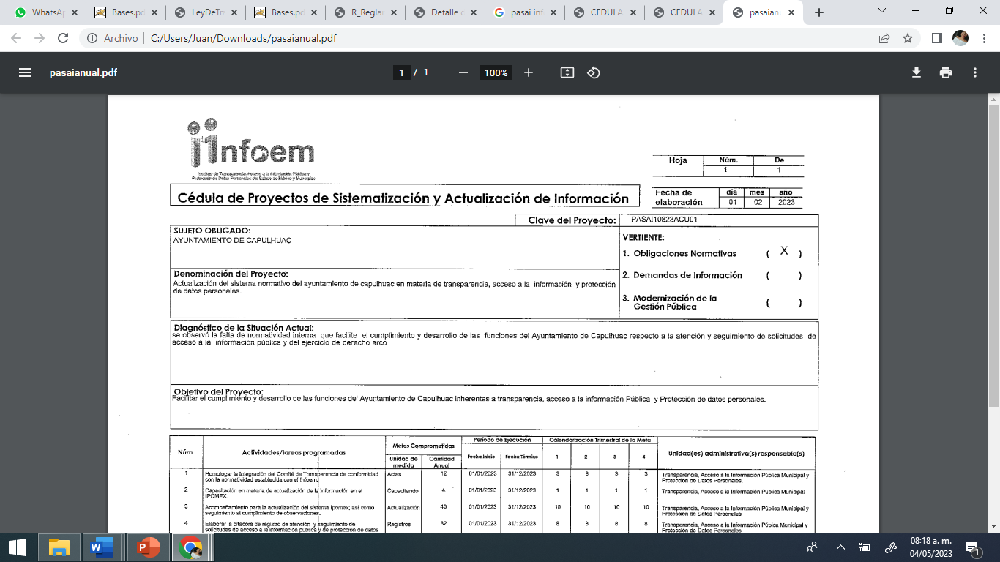 WhatsA
Bases.pd
LeyDeTra
Bases.pd
R_Reglar
Detalle d
pasai inf
CEDULA
CEDULA
pasaianu
Archivo
C:/Users/Juan/Downloads/pasaianual.pdf
pasaianual.pdf
1 / 1
100%
infoem
Instituto de Transparencia, Acceso a la Información Pública y
Protección de Datos Personales del Estado de México y Municipios
Hoja Núm. De
1 1
Cédula de Proyectos de Sistematización y Actualización de Información
Fecha de elaboración
día mes año
01 02 2023
Clave del Proyecto: PASAI10823ACU01
SUJETO OBLIGADO:
AYUNTAMIENTO DE CAPULHUAC
VERTIENTE:
1. Obligaciones Normativas ( X )
2. Demandas de Información ( )
3. Modernización de la
Gestión Pública ( )
Denominación del Proyecto:
Actualización del sistema normativo del ayuntamiento de capulhuac en materia de transparencia, acceso a la información y protección
de datos personales.
Diagnóstico de la Situación Actual:
se observó la falta de normatividad interna que facilite el cumplimiento y desarrollo de las funciones del Ayuntamiento de Capulhuac respecto a la atención y seguimiento de solicitudes de
acceso a la información pública y del ejercicio de derecho arco
Objetivo del Proyecto:
Facilitar el cumplimiento y desarrollo de las funciones del Ayuntamiento de Capulhuac inherentes a transparencia, acceso a la información Pública y Protección de datos personales.
Núm.
Actividades/tareas programadas
Metas Comprometidas
Unidad de medida
Cantidad Anual
Período de Ejecución
Fecha Inicio
Fecha Término
Calendarización Trimestral de la Meta
1 2 3 4
Unidad(es) administrativa(s) responsable(s)
1
Homologar la Integración del Comité de Transparencia de conformidad
con la normatividad establecida con el Infoem.
Actas 12 01/01/2023 31/12/2023 3 3 3 3
Transparencia, Acceso a la Información Pública Municipal y
Protección de Datos Personales.
2
Capacitación en materia de actualización de la Información en el
IPOMEX.
Capacitando 4 01/01/2023 31/12/2023 1 1 1 1
Transparencia, Acceso a la Información Pública Municipal
3
Acompañamiento para la actualización del sistema Ipomex; así como
seguimiento al cumplimiento de observaciones.
Actualización 40 01/01/2023 31/12/2023 10 10 10 10
Transparencia, Acceso a la Información Pública Municipal y
Protección de Datos Personales
4
Elaborar la bitácora de registro de atención y seguimiento de
solicitudes de acceso a la información pública y de protección de datos
Registros 32 01/01/2023 31/12/2023 8 8 8 8
Transparencia, Acceso a la Información Púbica Municipal y
Protección de Datos Personales
08:18 a. m.
04/05/2023
1